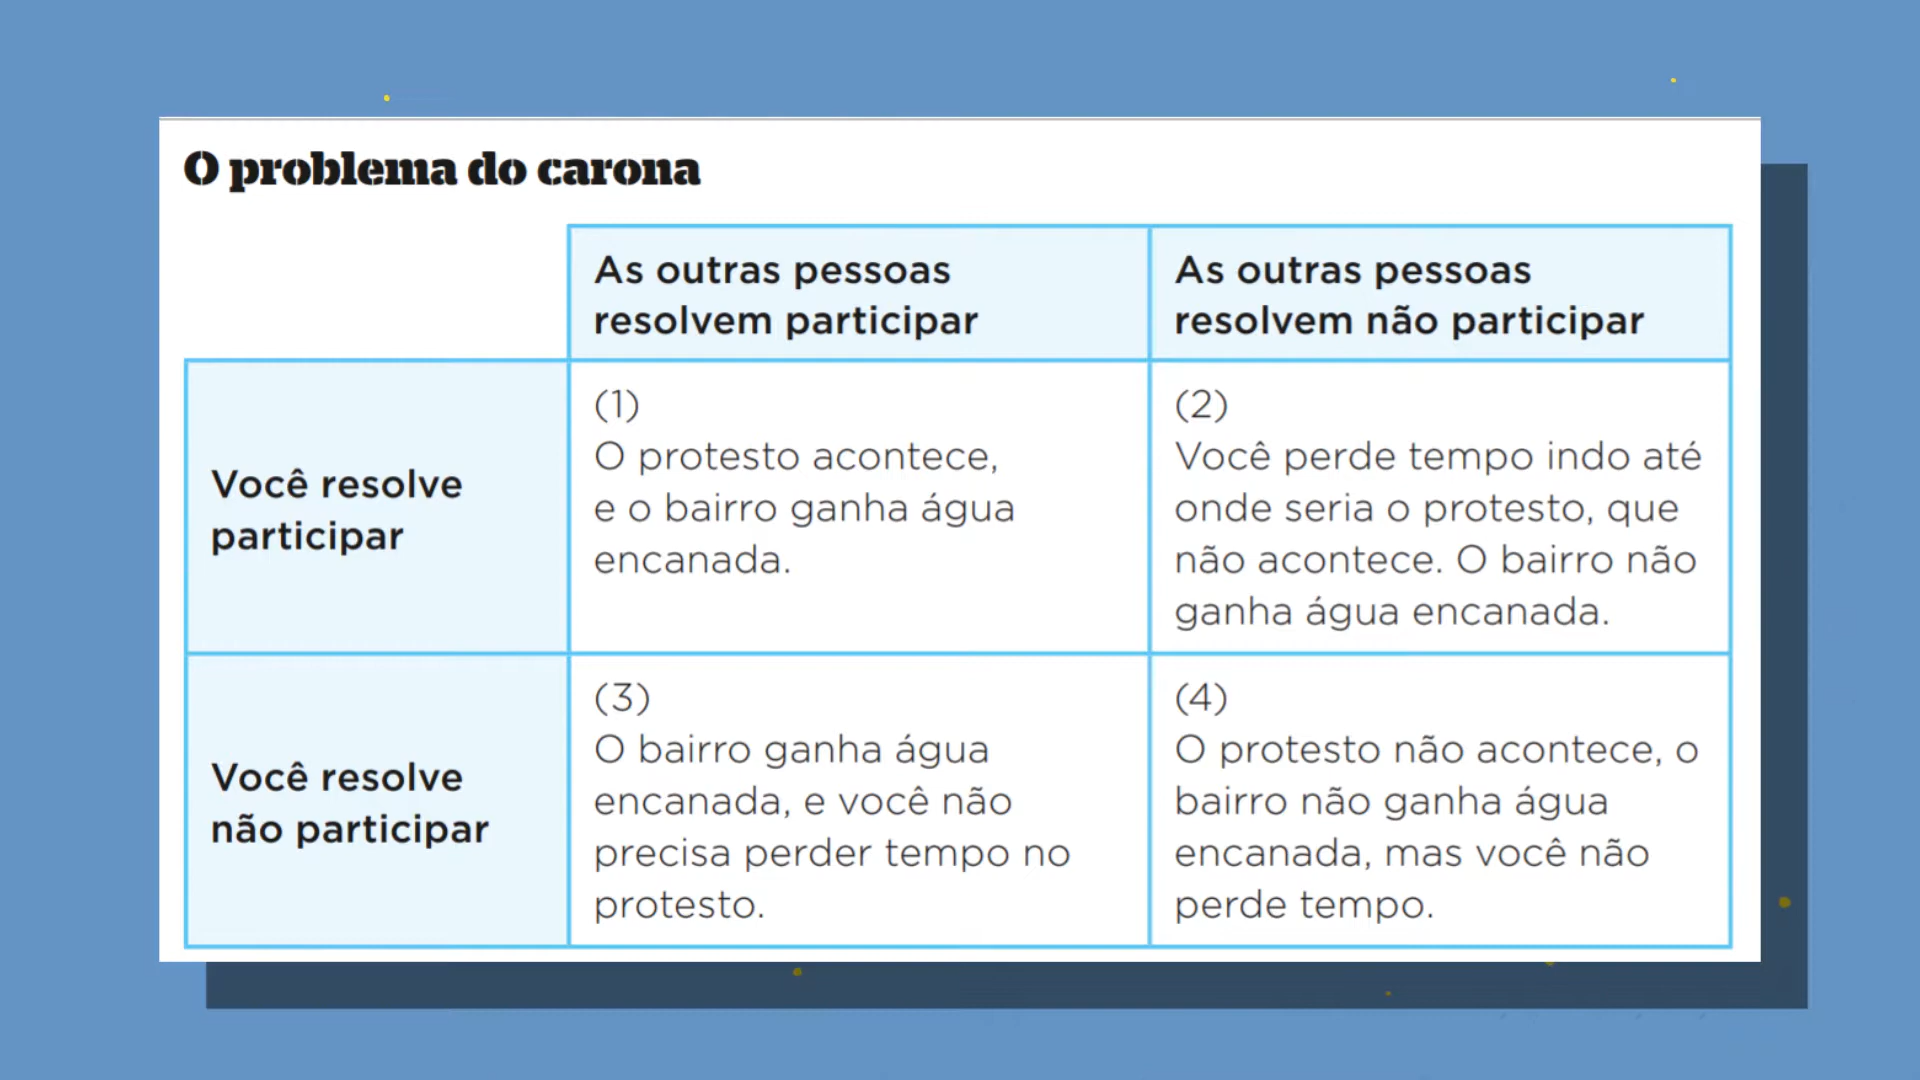 O problema do carona
As outras pessoas
resolvem participar
As outras pessoas
resolvem não participar
Você resolve
participar
(1)
O protesto acontece,
e o bairro ganha água
encanada.
(2)
Você perde tempo indo até
onde seria o protesto, que
não acontece. O bairro não
ganha água encanada.
Você resolve
não participar
(3)
O bairro ganha água
encanada, e você não
precisa perder tempo no
protesto.
(4)
O protesto não acontece, o
bairro não ganha água
encanada, mas você não
perde tempo.